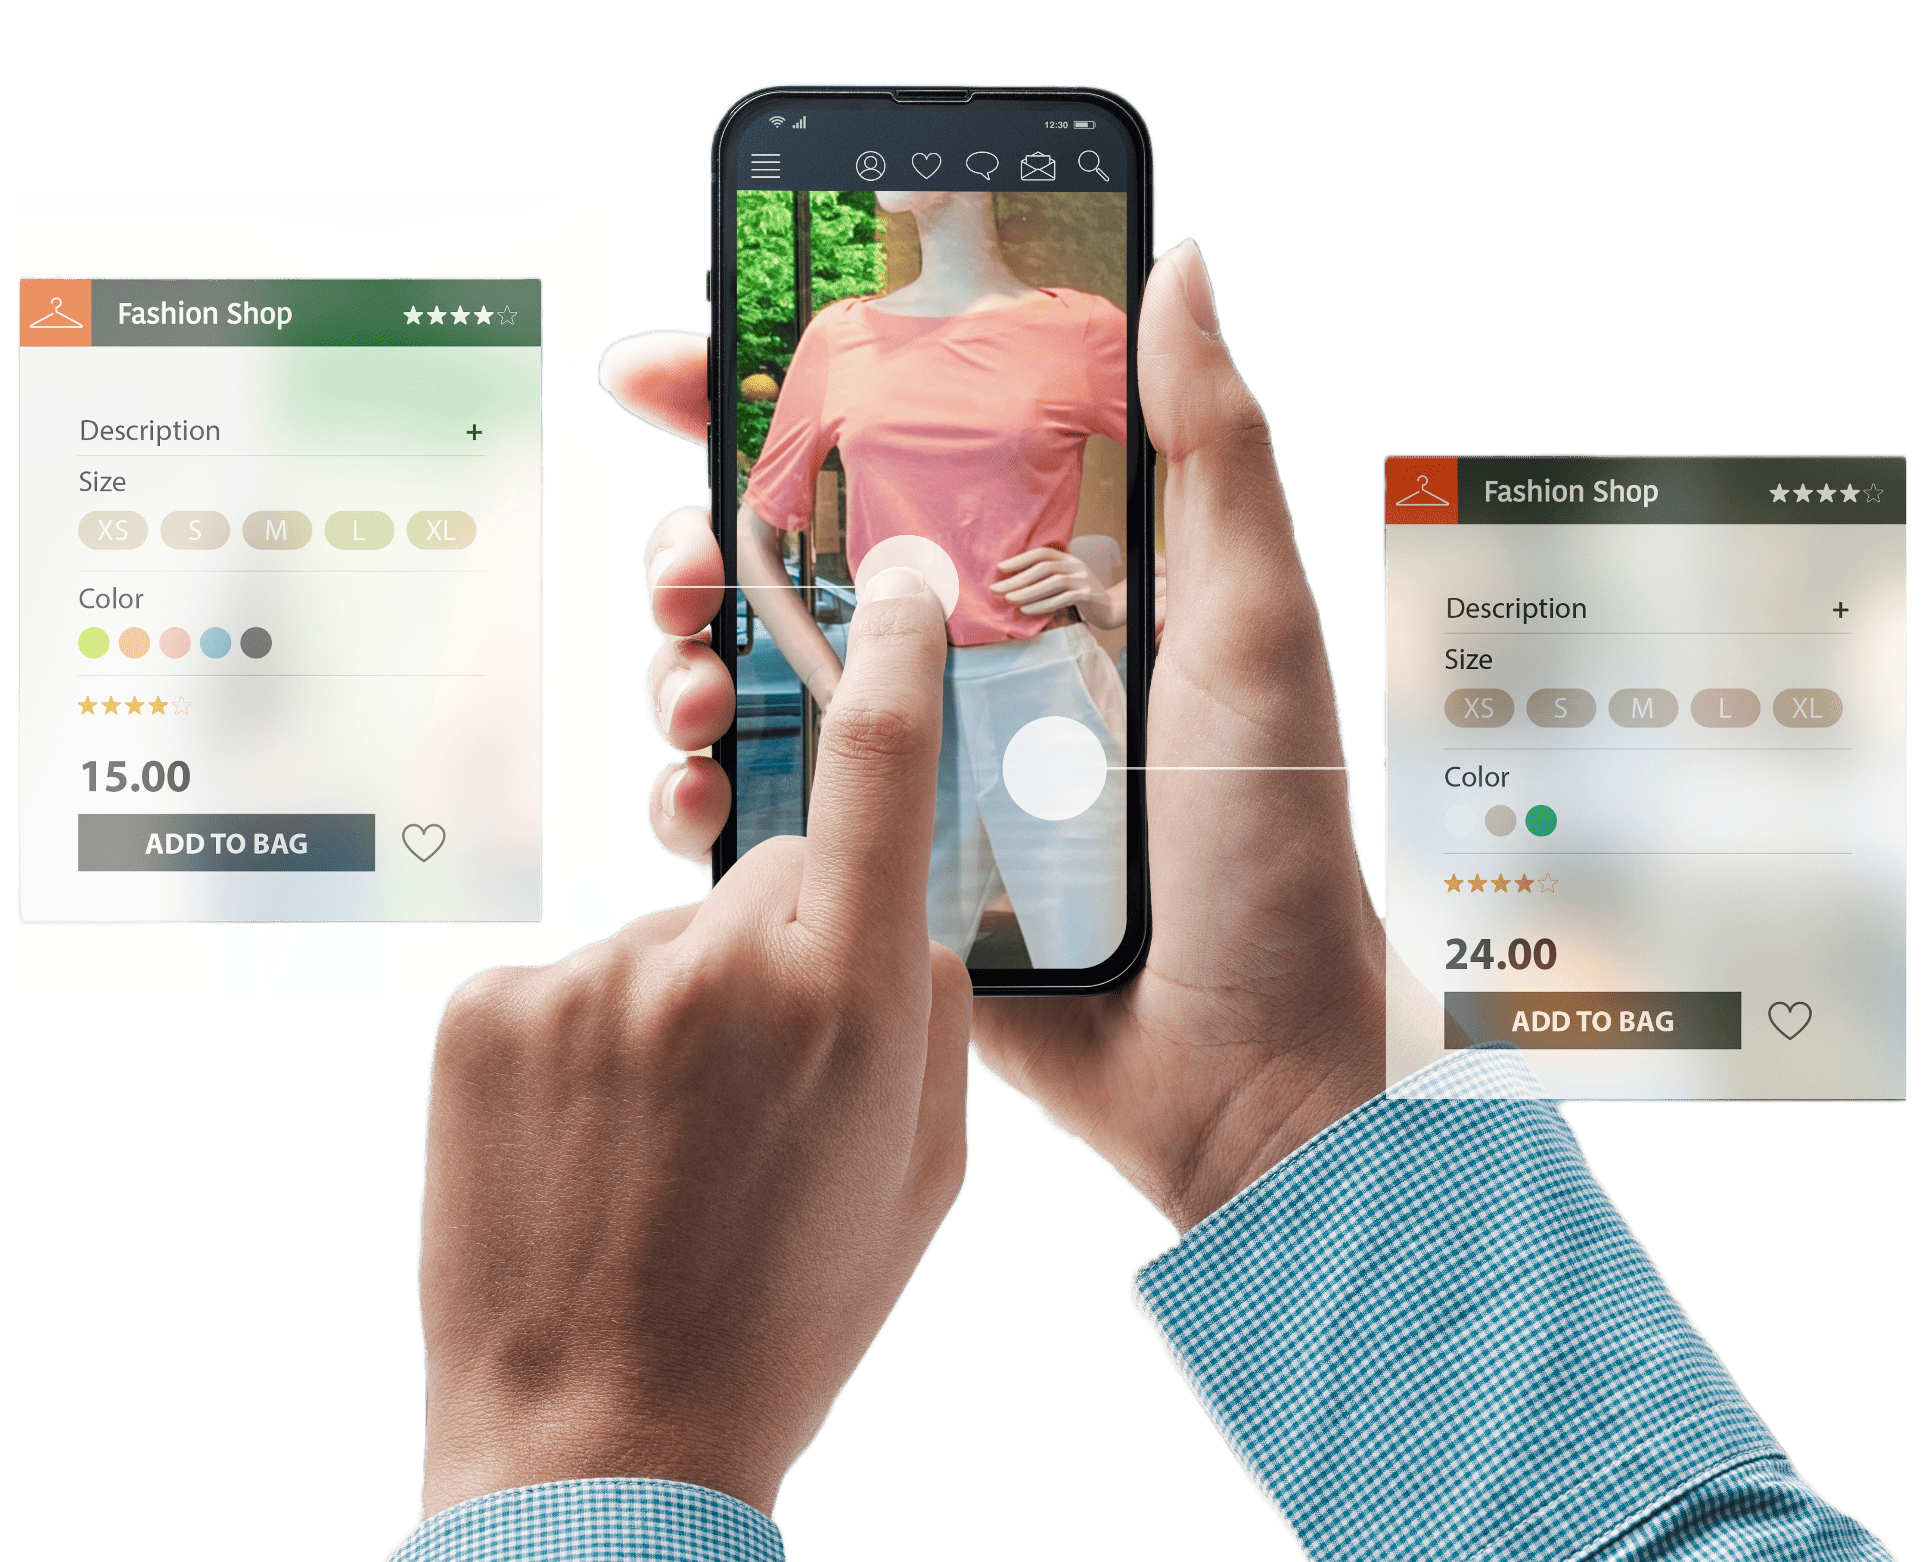 12:30
Fashion Shop
Description +
Size
XS S M L XL
Color
15.00
ADD TO BAG
Fashion Shop
Description +
Size
XS S M L XL
Color
24.00
ADD TO BAG